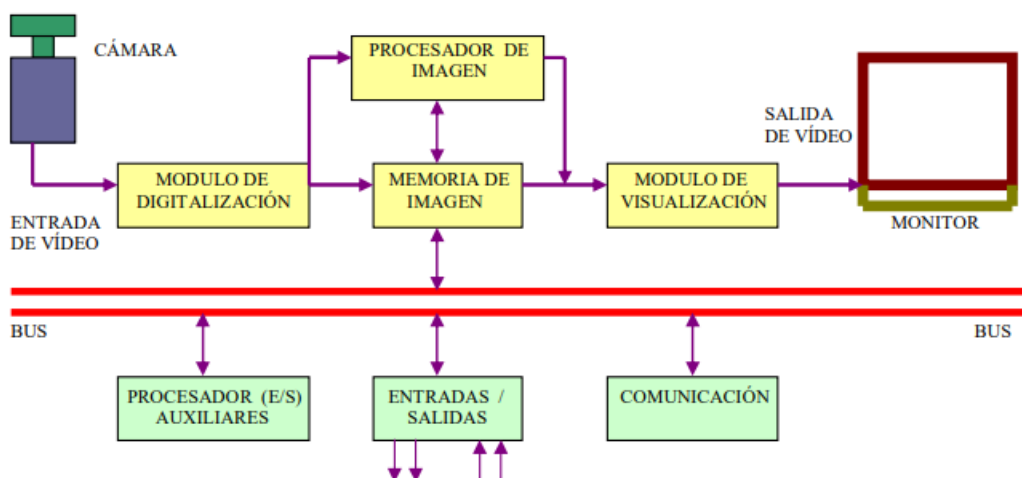 CÁMARA
PROCESADOR DE
IMAGEN
SALIDA
DE VÍDEO
MODULO DE
DIGITALIZACIÓN
MEMORIA DE
IMAGEN
MODULO DE
VISUALIZACIÓN
ENTRADA
DE VÍDEO
MONITOR
BUS
BUS
PROCESADOR (E/S)
AUXILIARES
ENTRADAS /
SALIDAS
COMUNICACIÓN